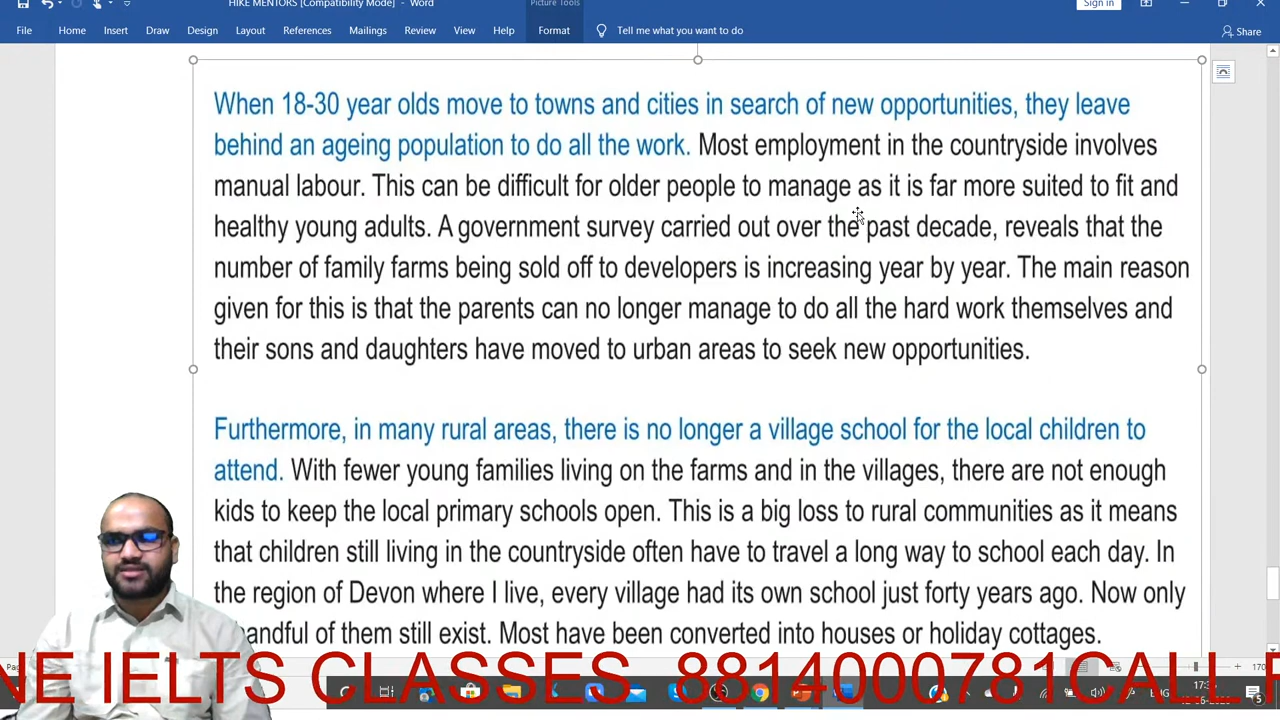 HIKE MENTORS [Compatibility Mode] - Word
Picture Tools
Sign in
File Home Insert Draw Design Layout References Mailings Review View Help Format Tell me what you want to do Share
When 18-30 year olds move to towns and cities in search of new opportunities, they leave
behind an ageing population to do all the work. Most employment in the countryside involves
manual labour. This can be difficult for older people to manage as it is far more suited to fit and
healthy young adults. A government survey carried out over the past decade, reveals that the
number of family farms being sold off to developers is increasing year by year. The main reason
given for this is that the parents can no longer manage to do all the hard work themselves and
their sons and daughters have moved to urban areas to seek new opportunities.
Furthermore, in many rural areas, there is no longer a village school for the local children to
attend. With fewer young families living on the farms and in the villages, there are not enough
kids to keep the local primary schools open. This is a big loss to rural communities as it means
that children still living in the countryside often have to travel a long way to school each day. In
the region of Devon where I live, every village had its own school just forty years ago. Now only
handful of them still exist. Most have been converted into houses or holiday cottages.
NE IELTS CLASSES 8814000781CALL